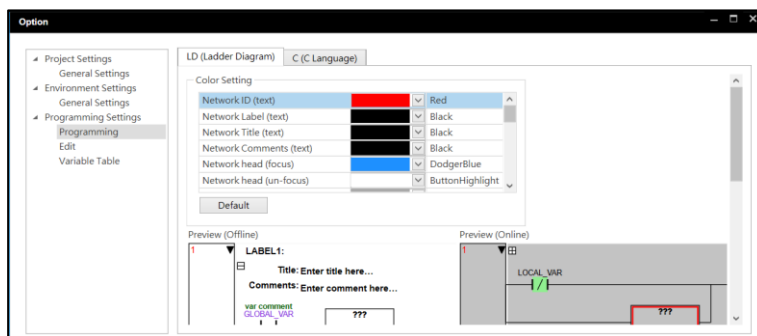 Option
Project Settings
General Settings
Environment Settings
General Settings
Programming Settings
Programming
Edit
Variable Table
LD (Ladder Diagram) C (C Language)
Color Setting
Network ID (text) Red
Network Label (text) Black
Network Title (text) Black
Network Comments (text) Black
Network head (focus) DodgerBlue
Network head (un-focus) ButtonHighlight
Default
Preview (Offline)
1 LABEL1:
Title: Enter title here...
Comments: Enter comment here...
var comment
GLOBAL_VAR ???
Preview (Online)
1
LOCAL_VAR
???